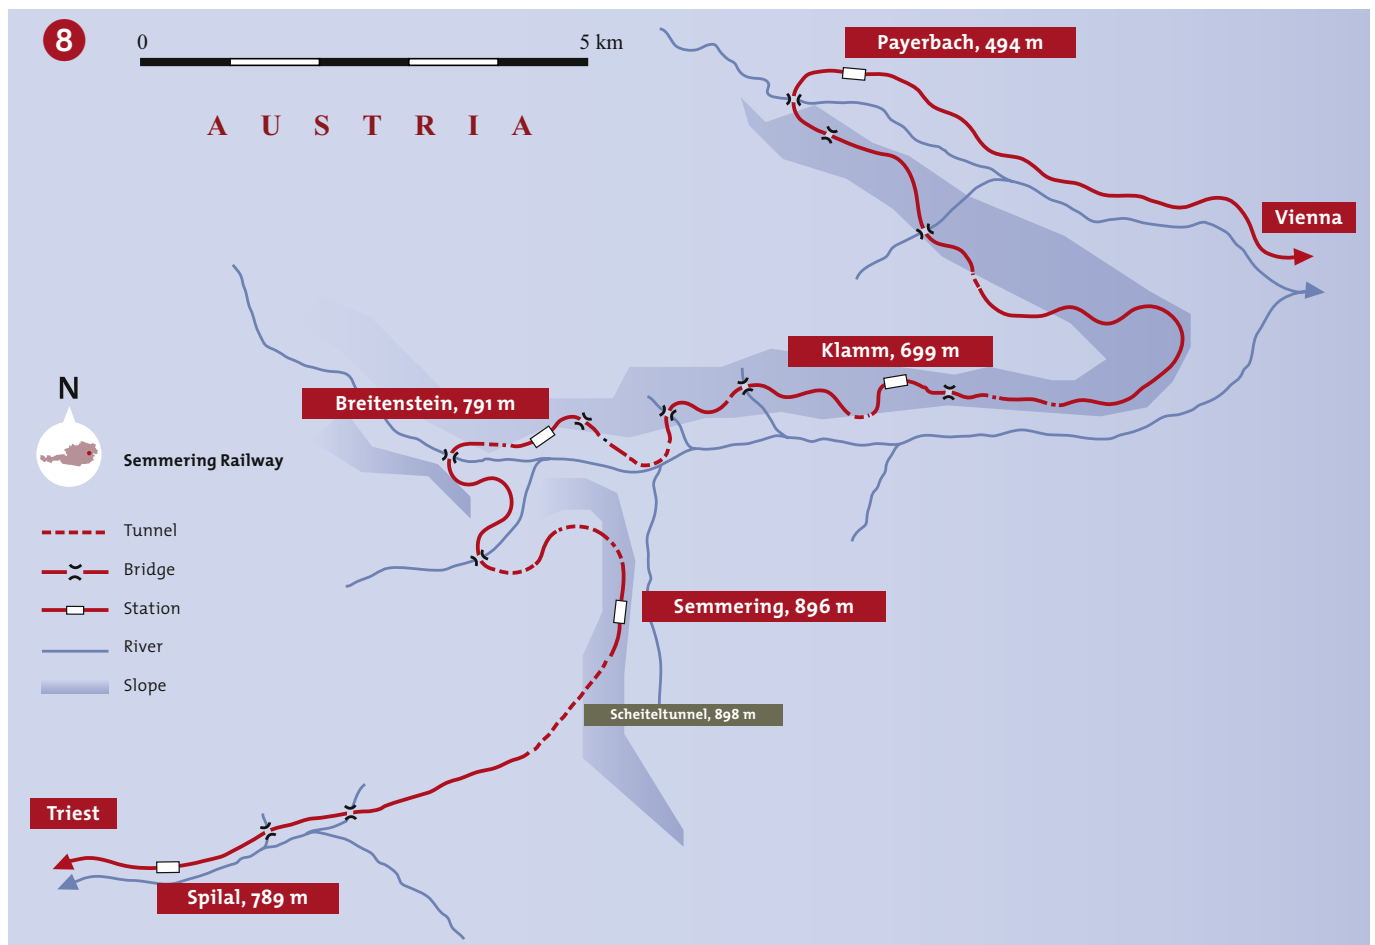 8
0
5 km
A U S T R I A
Payerbach, 494 m
Vienna
Klamm, 699 m
N
Breitenstein, 791 m
Semmering Railway
Tunnel
Bridge
Station
River
Slope
Semmering, 896 m
Scheiteltunnel, 898 m
Triest
Spilal, 789 m